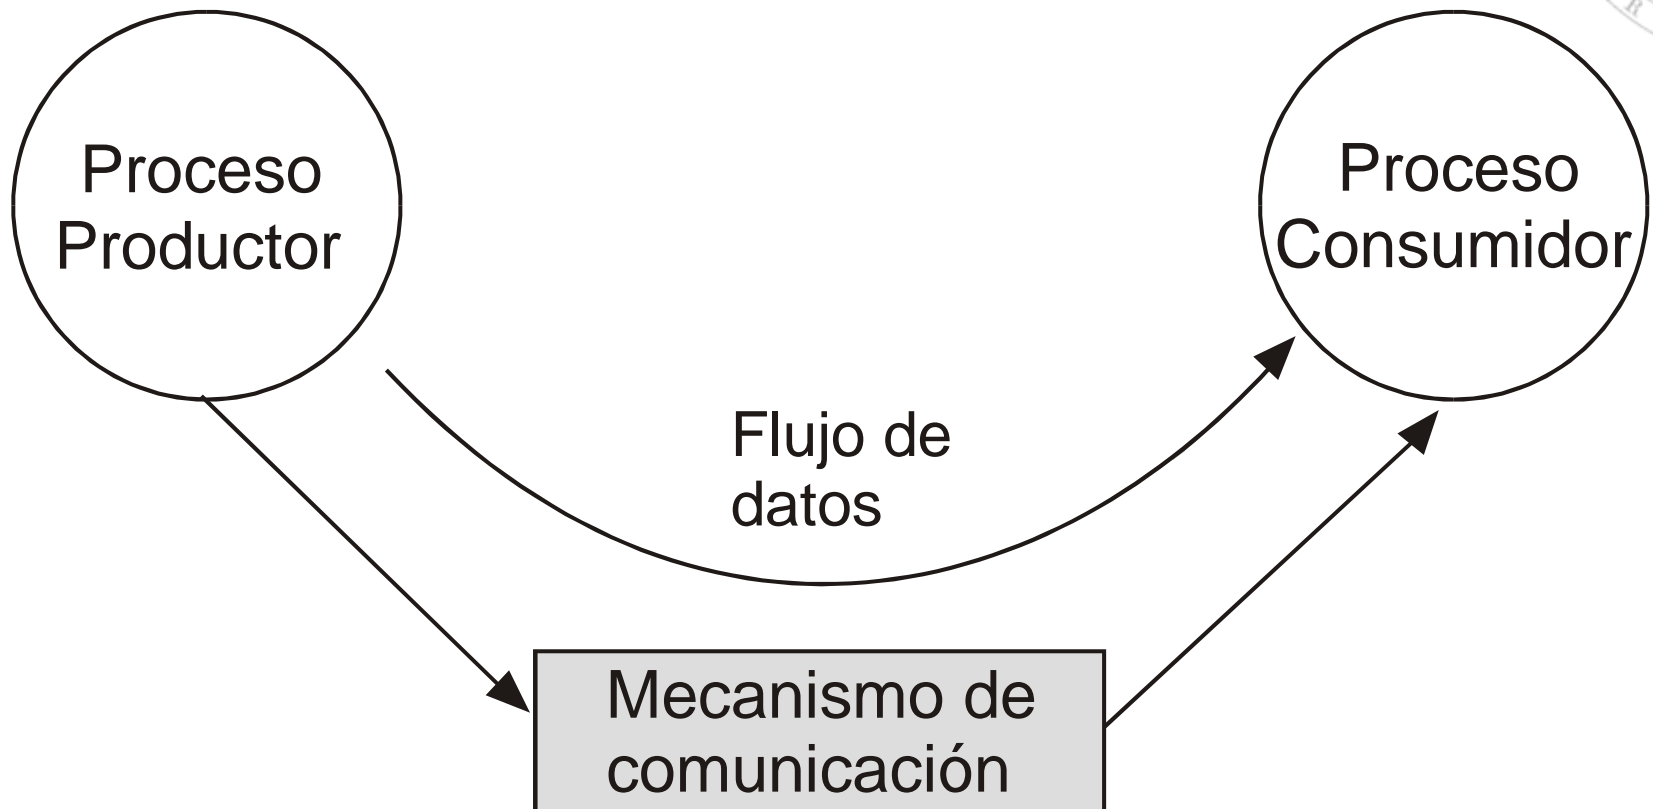 Proceso
Productor
Proceso
Consumidor
Flujo de
datos
Mecanismo de
comunicación